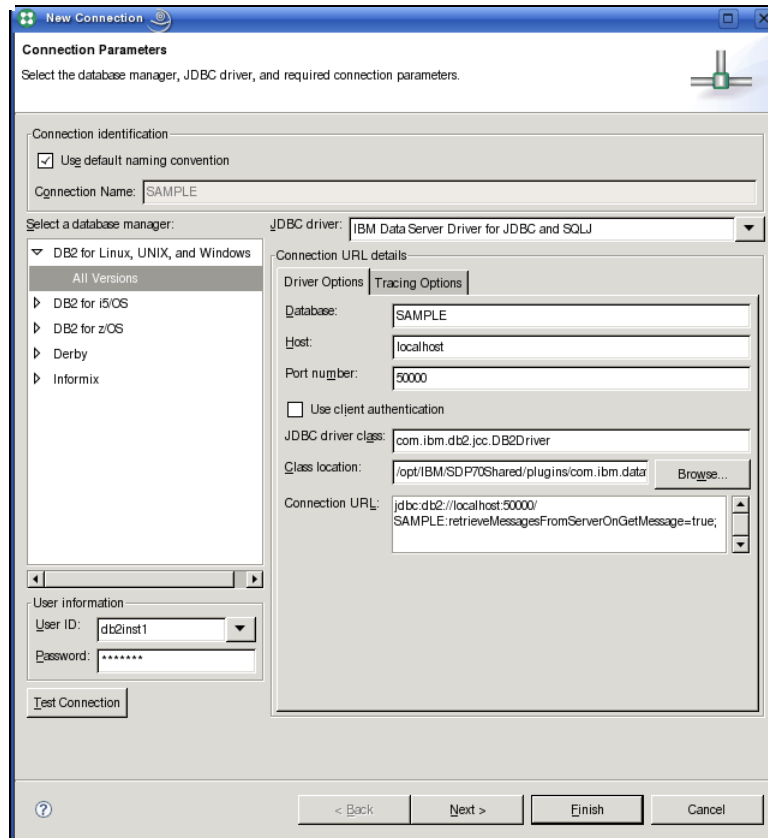 New Connection
Connection Parameters
Select the database manager, JDBC driver, and required connection parameters.
Connection identification
Use default naming convention
Connection Name: SAMPLE
Select a database manager:
DB2 for Linux, UNIX, and Windows
All Versions
DB2 for i5/OS
DB2 for z/OS
Derby
Informix
User information
User ID: db2inst1
Password: *******
Test Connection
JDBC driver: IBM Data Server Driver for JDBC and SQLJ
Connection URL details
Driver Options Tracing Options
Database: SAMPLE
Host: localhost
Port number: 50000
Use client authentication
JDBC driver class: com.ibm.db2.jcc.DB2Driver
Class location: /opt/IBM/SDP70Shared/plugins/com.ibm.data Browse...
Connection URL: jdbc:db2://localhost:50000/
SAMPLE:retrieveMessagesFromServerOnGetMessage=true;
? < Back Next > Finish Cancel